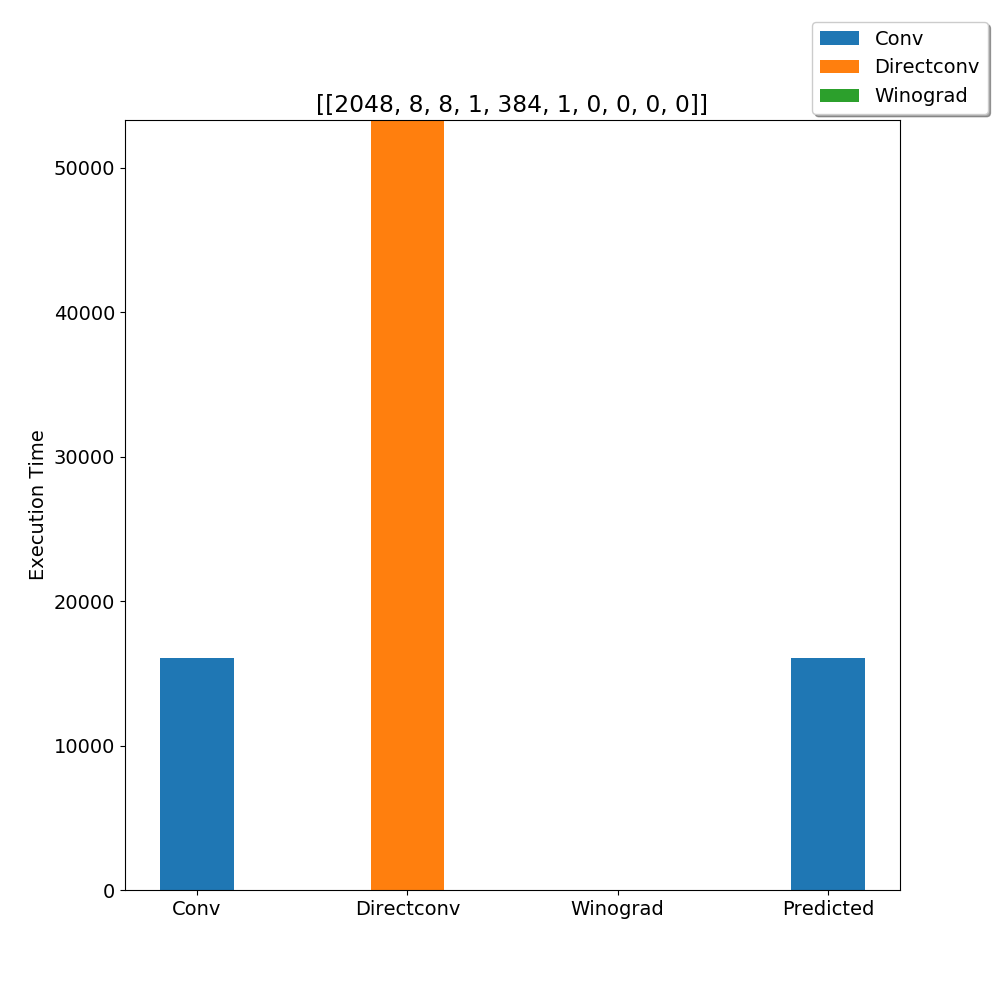 Conv
Directconv
Winograd
[[2048, 8, 8, 1, 384, 1, 0, 0, 0, 0]]
Execution Time
50000
40000
30000
20000
10000
0
Conv Directconv Winograd Predicted